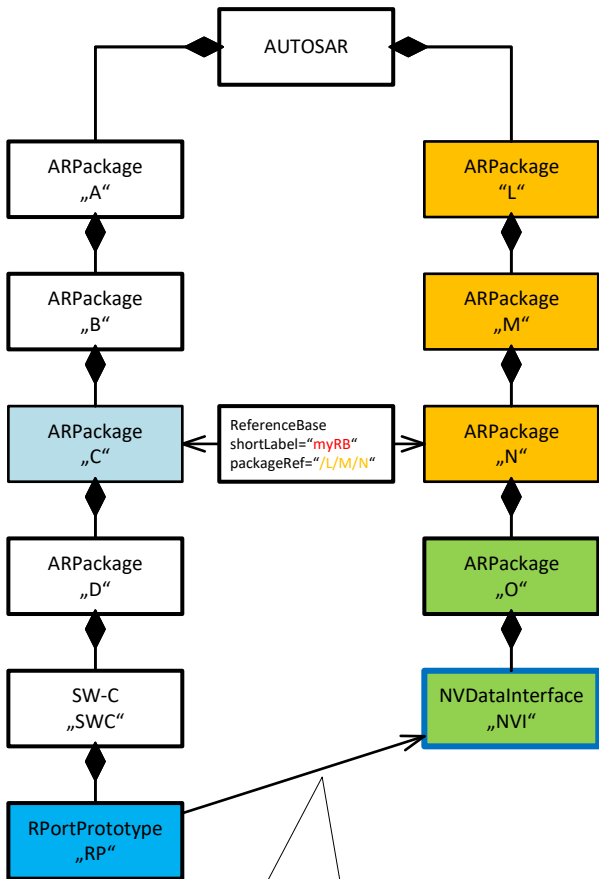 AUTOSAR
ARPackage
„A“
ARPackage
“L“
ARPackage
„B“
ARPackage
„M“
ARPackage
„C“
ReferenceBase
shortLabel=“myRB“
packageRef=“/L/M/N“
ARPackage
„N“
ARPackage
„D“
ARPackage
„O“
SW-C
„SWC“
NVDataInterface
„NVI“
RPortPrototype
„RP“